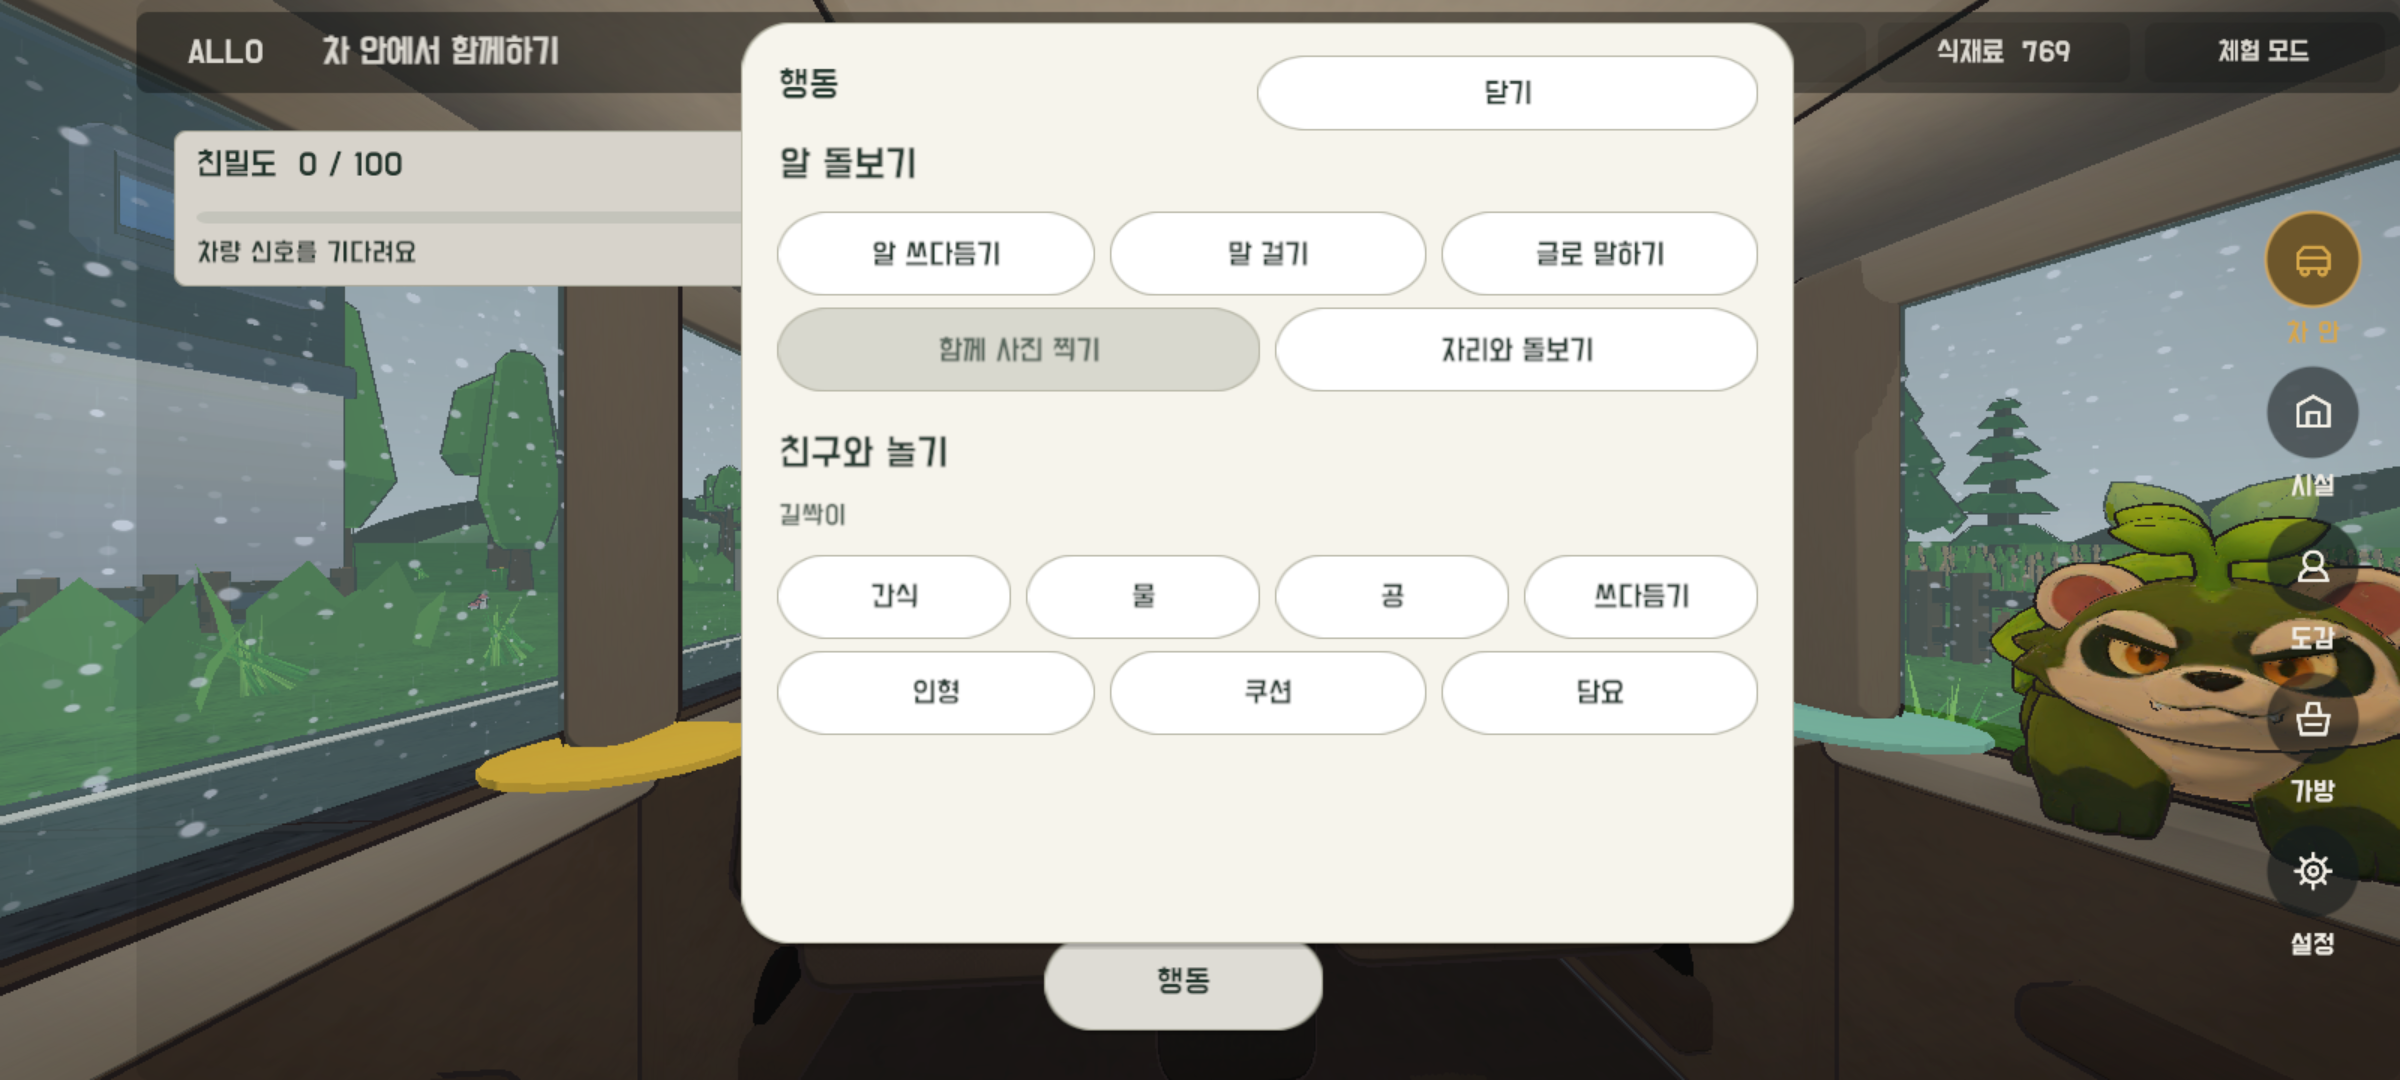 ALLO 차 안에서 함께하기
식재료 769
체험 모드
친밀도 0 / 100
차량 신호를 기다려요
행동
닫기
알 돌보기
알 쓰다듬기
말 걸기
글로 말하기
함께 사진 찍기
자리와 돌보기
친구와 놀기
길싹이
간식
물
공
쓰다듬기
인형
쿠션
담요
행동
차 안
시설
도감
가방
설정